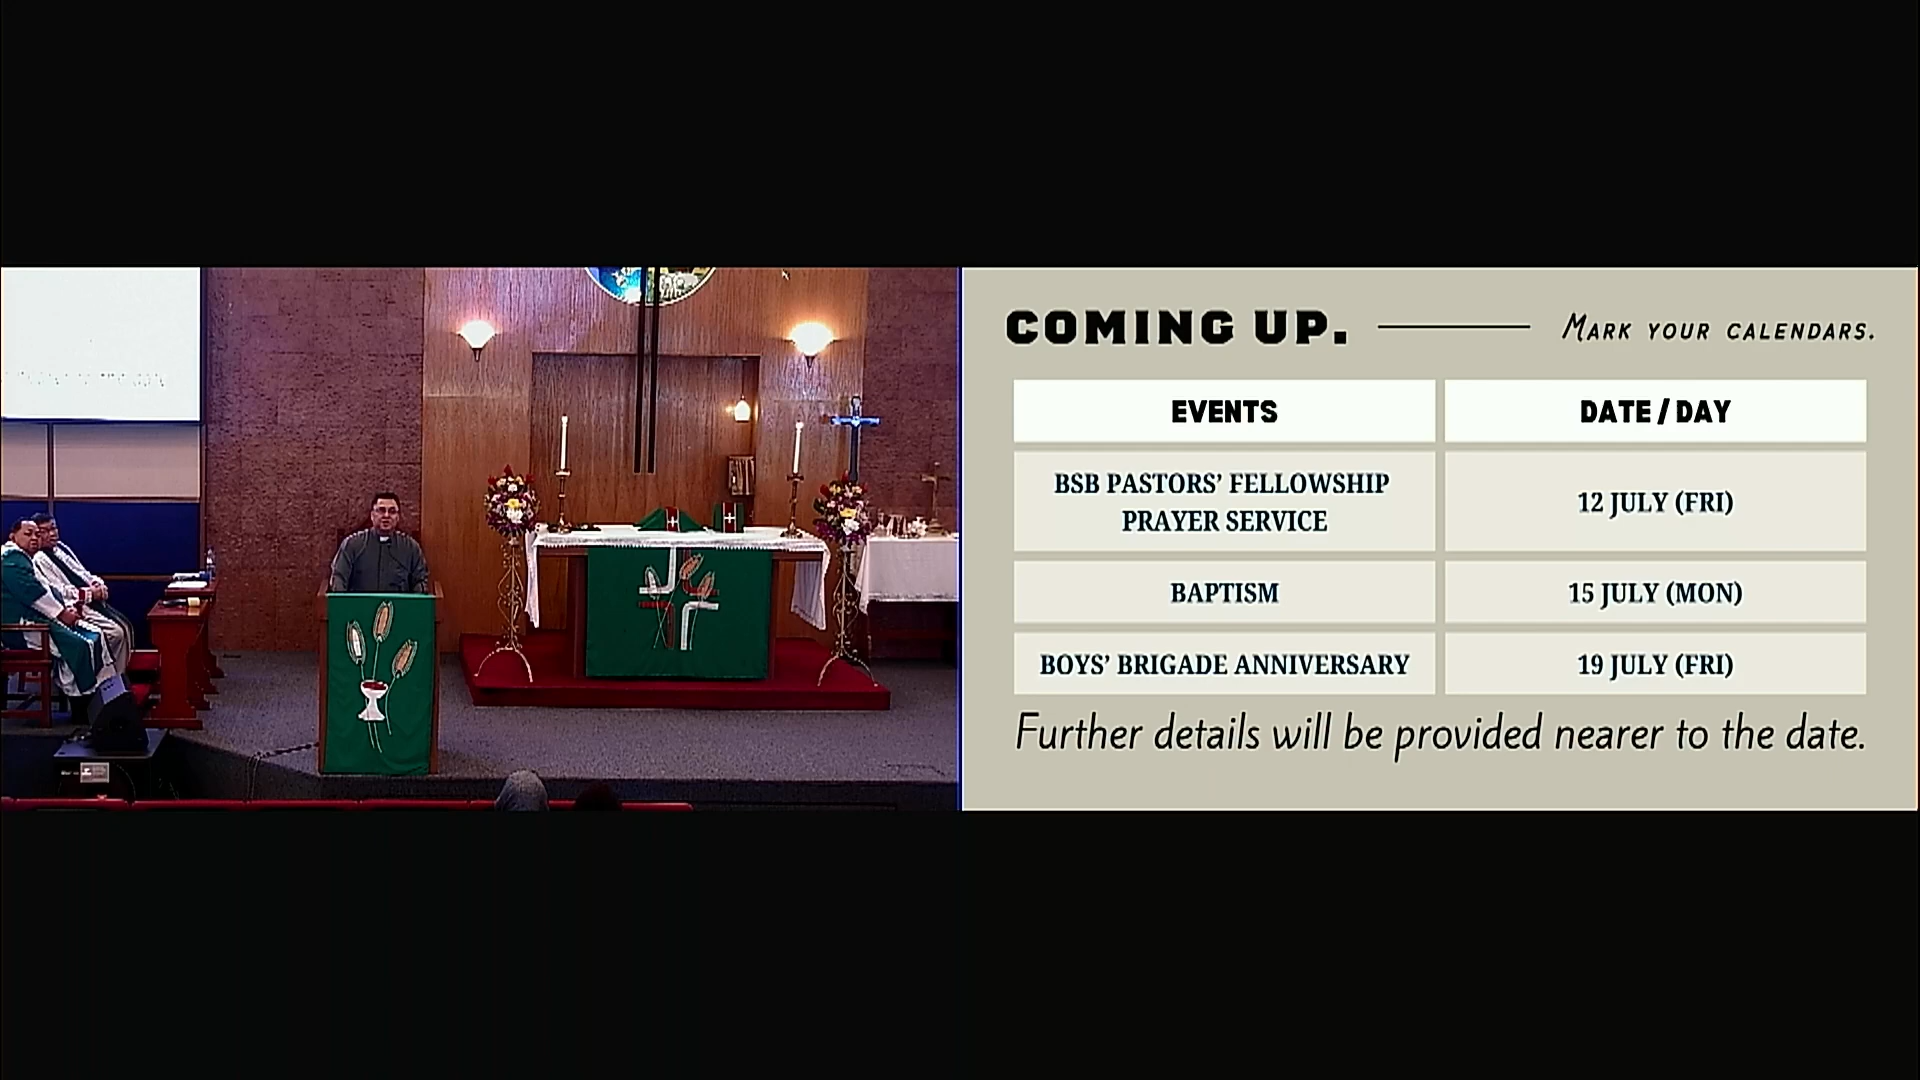 COMING UP.
MARK YOUR CALENDARS.
EVENTS
DATE / DAY
BSB PASTORS' FELLOWSHIP
PRAYER SERVICE
12 JULY (FRI)
BAPTISM
15 JULY (MON)
BOYS' BRIGADE ANNIVERSARY
19 JULY (FRI)
Further details will be provided nearer to the date.